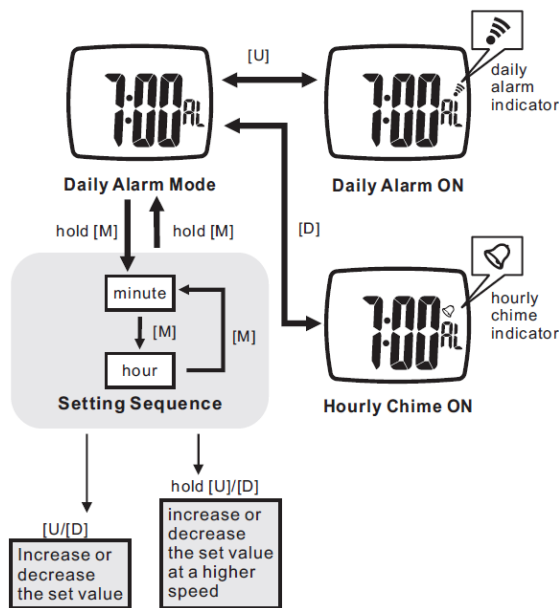 7:00 AL
[U]
7:00 AL
daily
alarm
indicator
Daily Alarm Mode
Daily Alarm ON
hold [M]
hold [M]
[D]
minute
[M]
[M]
hour
Setting Sequence
7:00 AL
hourly
chime
indicator
Hourly Chime ON
[U/[D]
Increase or
decrease
the set value
hold [U]/[D]
increase or
decrease
the set value
at a higher
speed